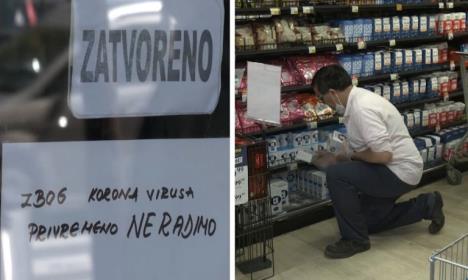 ZATVORENO
ZBOG KORONA VIRUSA
PRIVREMENO NE RADIMO